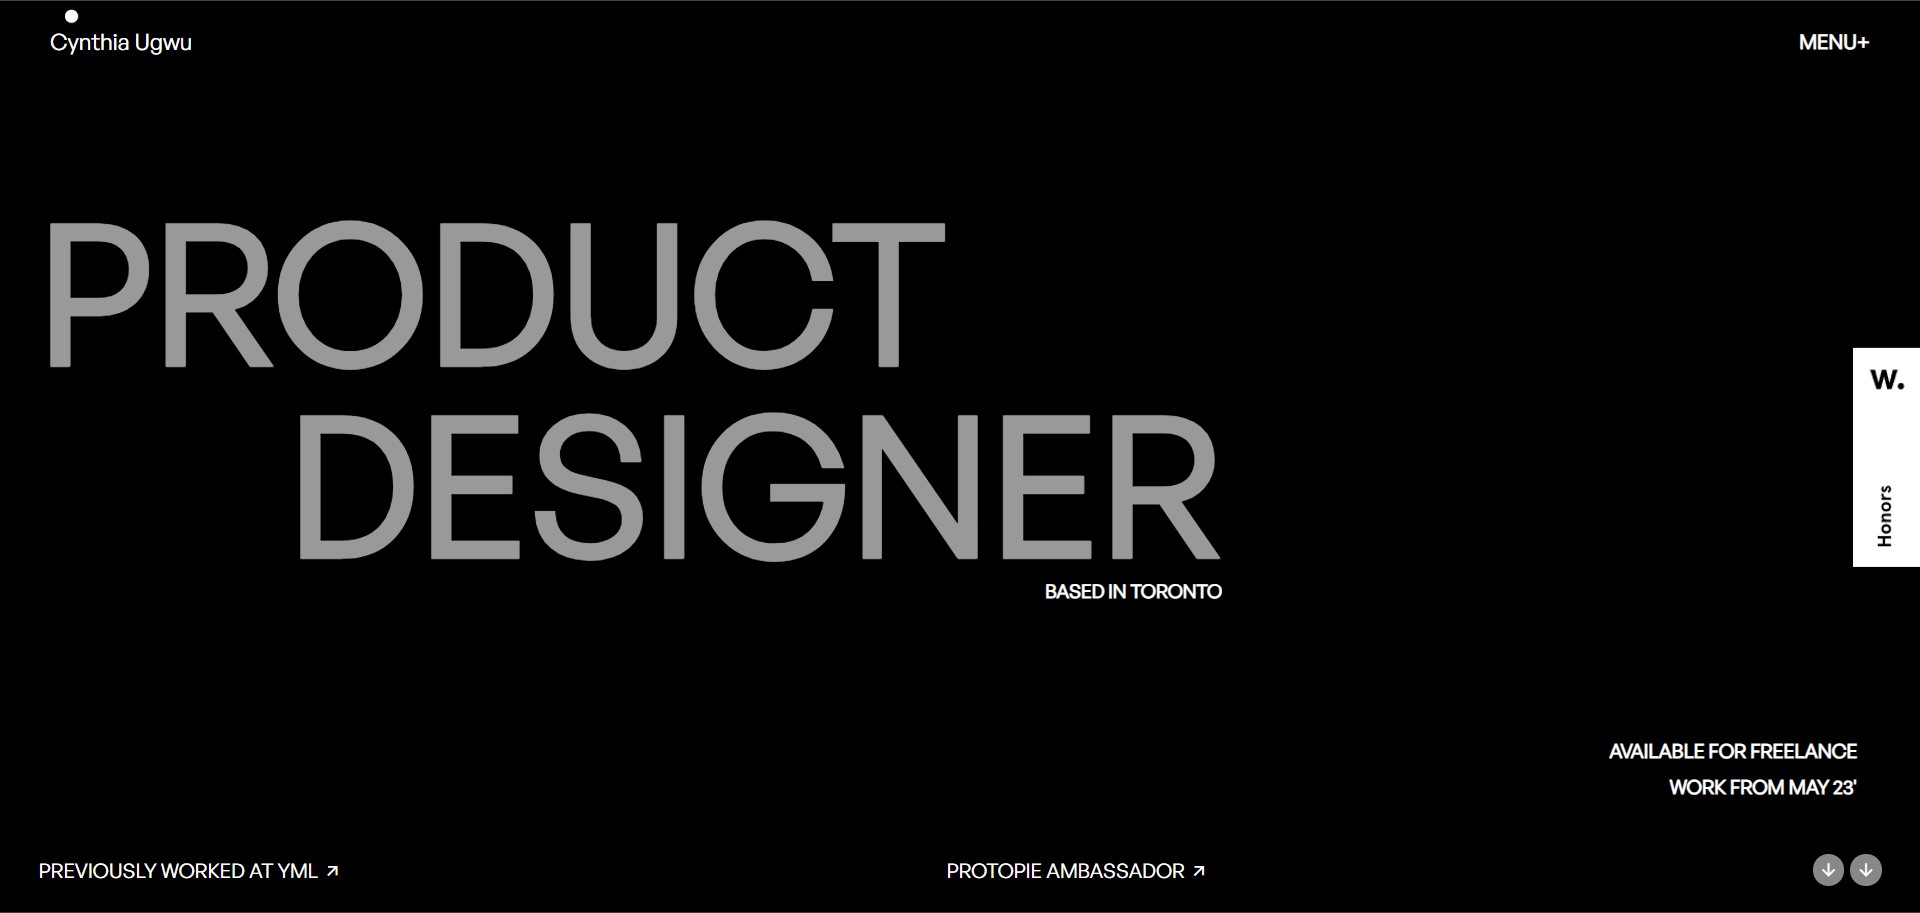 Cynthia Ugwu
MENU+
PRODUCT
DESIGNER
BASED IN TORONTO
W.
Honors
AVAILABLE FOR FREELANCE
WORK FROM MAY 23'
PREVIOUSLY WORKED AT YML
PROTOPIE AMBASSADOR